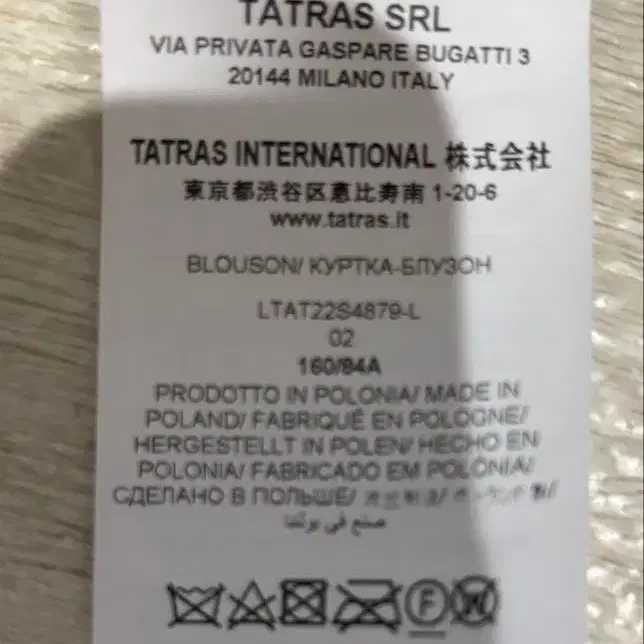 TATRAS SRL
VIA PRIVATA GASPARE BUGATTI 3
20144 MILANO ITALY
TATRAS INTERNATIONAL 株式会社
東京都渋谷区恵比寿南 1-20-6
www.tatras.it
BLOUSON/ КУРТКА-БЛУЗОН
LTAT22S4879-L
02
160/84A
PRODOTTO IN POLONIA/ MADE IN
POLAND/ FABRIQUÉ EN POLOGNE/
HERGESTELLT IN POLEN/ HECHO EN
POLONIA/ FABRICADO EM POLÓNIA/
СДЕЛАНО В ПОЛЬШЕ/
صنع في بولندا
F
W